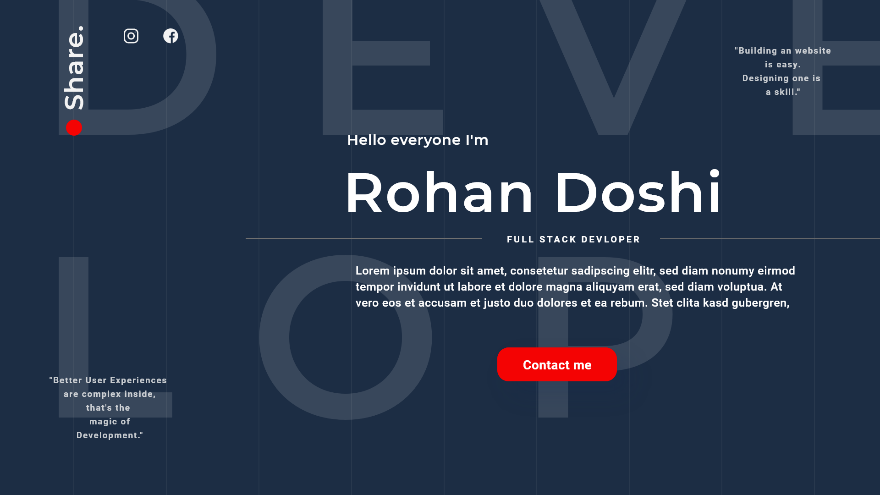 DEVE
LOP
Share.
"Building an website
is easy.
Designing one is
a skill."
Hello everyone I'm
Rohan Doshi
FULL STACK DEVLOPER
Lorem ipsum dolor sit amet, consetetur sadipscing elitr, sed diam nonumy eirmod
tempor invidunt ut labore et dolore magna aliquyam erat, sed diam voluptua. At
vero eos et accusam et justo duo dolores et ea rebum. Stet clita kasd gubergren,
Contact me
"Better User Experiences
are complex inside,
that's the
magic of
Development."